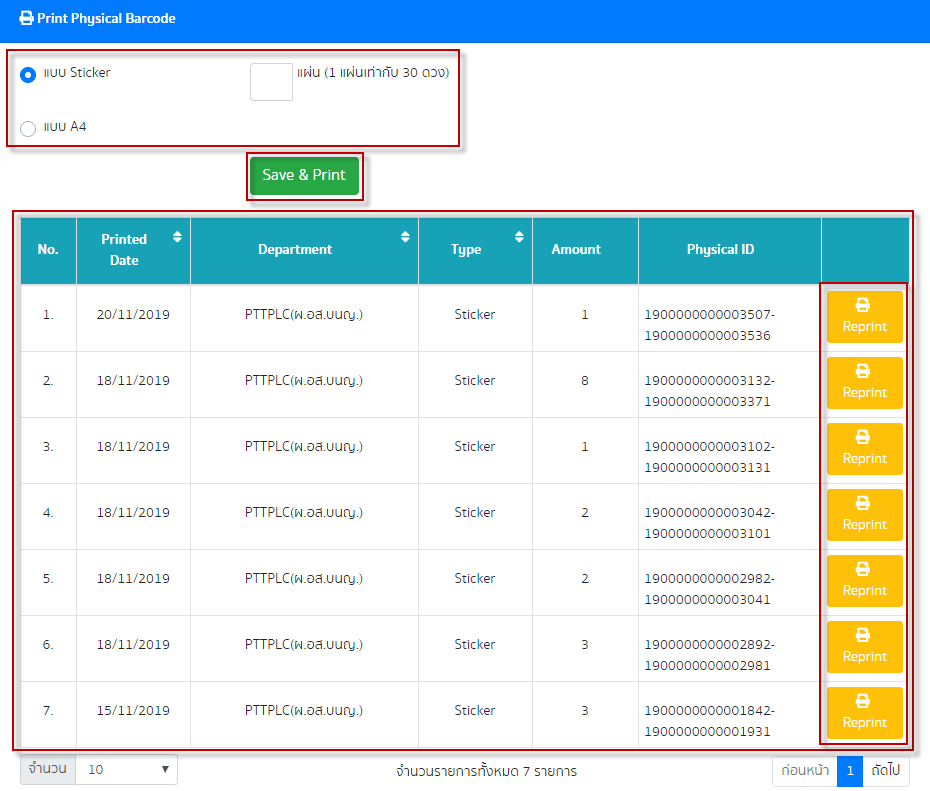 Print Physical Barcode
แบบ Sticker แผ่น (1 แผ่นเท่ากับ 30 ดวง)
แบบ A4
Save & Print
No. Printed Date Department Type Amount Physical ID
1. 20/11/2019 PTTPLC(ผ.อส.บนญ.) Sticker 1 1900000000003507-
1900000000003536
Reprint
2. 18/11/2019 PTTPLC(ผ.อส.บนญ.) Sticker 8 1900000000003132-
1900000000003371
Reprint
3. 18/11/2019 PTTPLC(ผ.อส.บนญ.) Sticker 1 1900000000003102-
1900000000003131
Reprint
4. 18/11/2019 PTTPLC(ผ.อส.บนญ.) Sticker 2 1900000000003042-
1900000000003101
Reprint
5. 18/11/2019 PTTPLC(ผ.อส.บนญ.) Sticker 2 1900000000002982-
1900000000003041
Reprint
6. 18/11/2019 PTTPLC(ผ.อส.บนญ.) Sticker 3 1900000000002892-
1900000000002981
Reprint
7. 15/11/2019 PTTPLC(ผ.อส.บนญ.) Sticker 3 1900000000001842-
1900000000001931
Reprint
จำนวน 10 จำนวนรายการทั้งหมด 7 รายการ ก่อนหน้า 1 ถัดไป